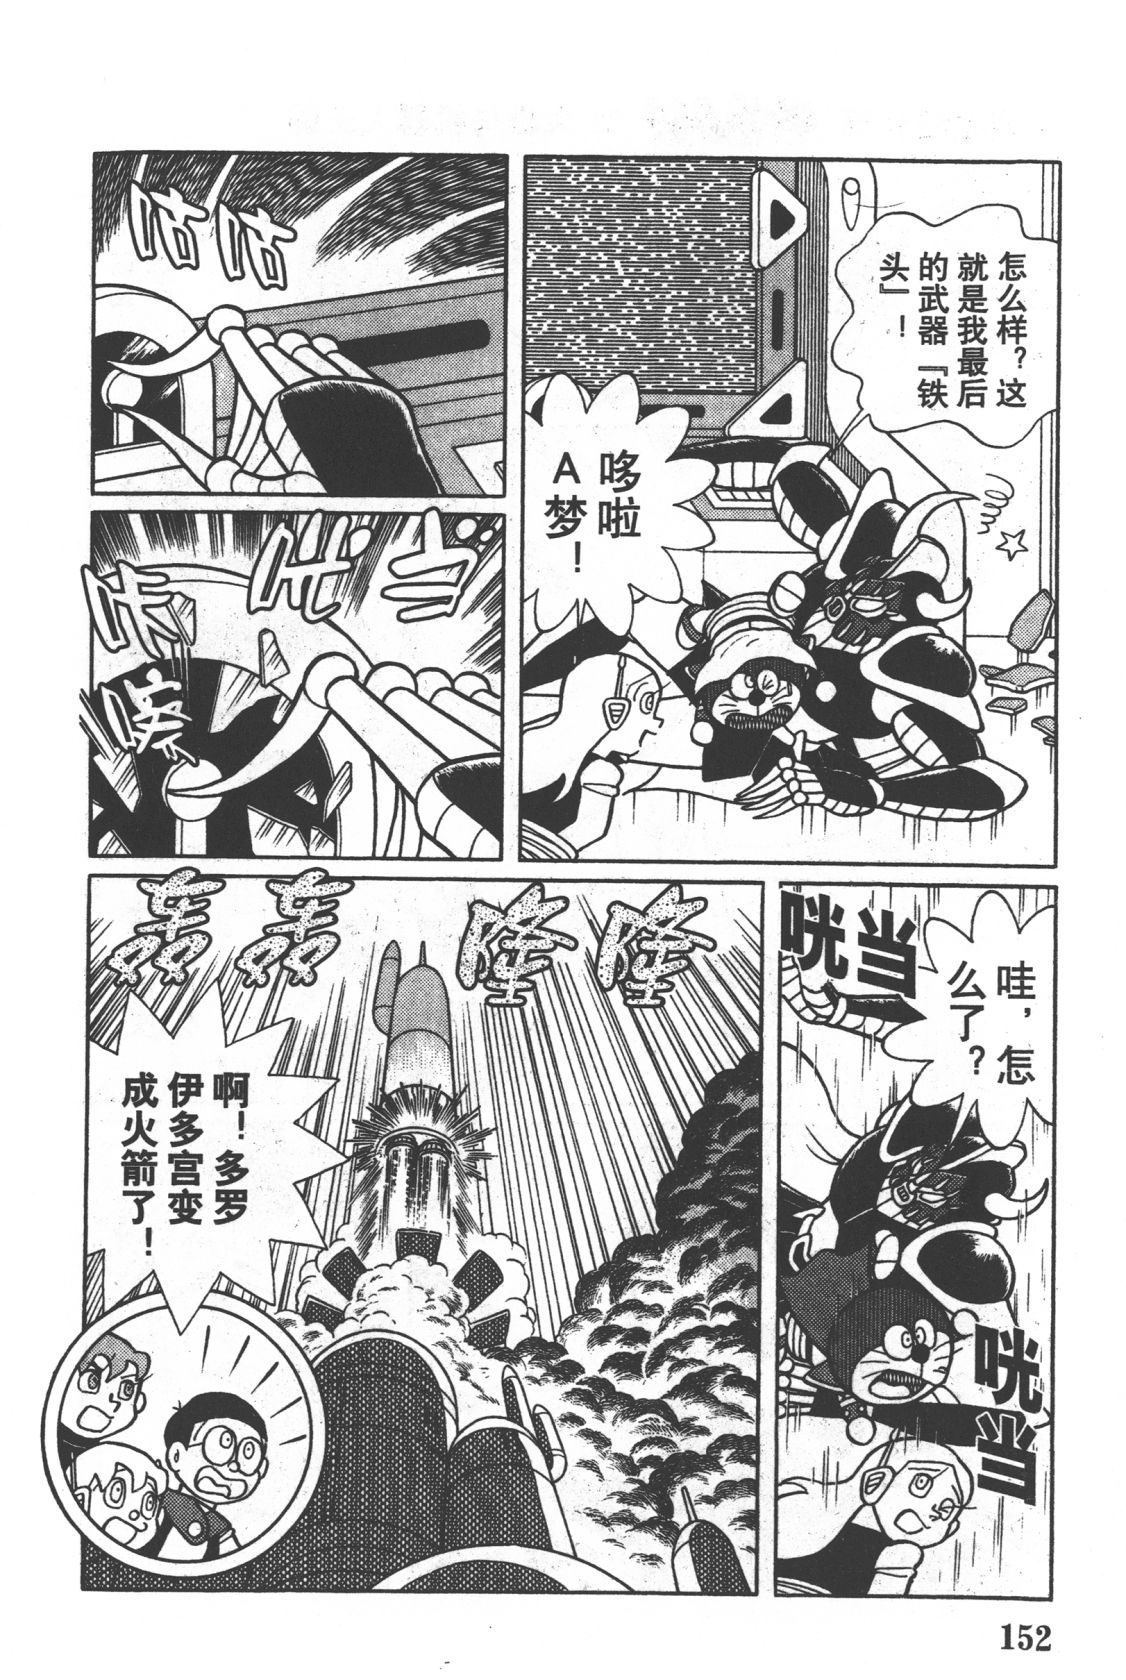 怎么样？这
就是我最后
的武器『铁
头』！
哆啦
A梦！
咕咕
咣当
咔
嚓
哇，怎
么了？
咣当
咣当
轰轰隆隆
啊！多罗
伊多宫变
成火箭了！
152